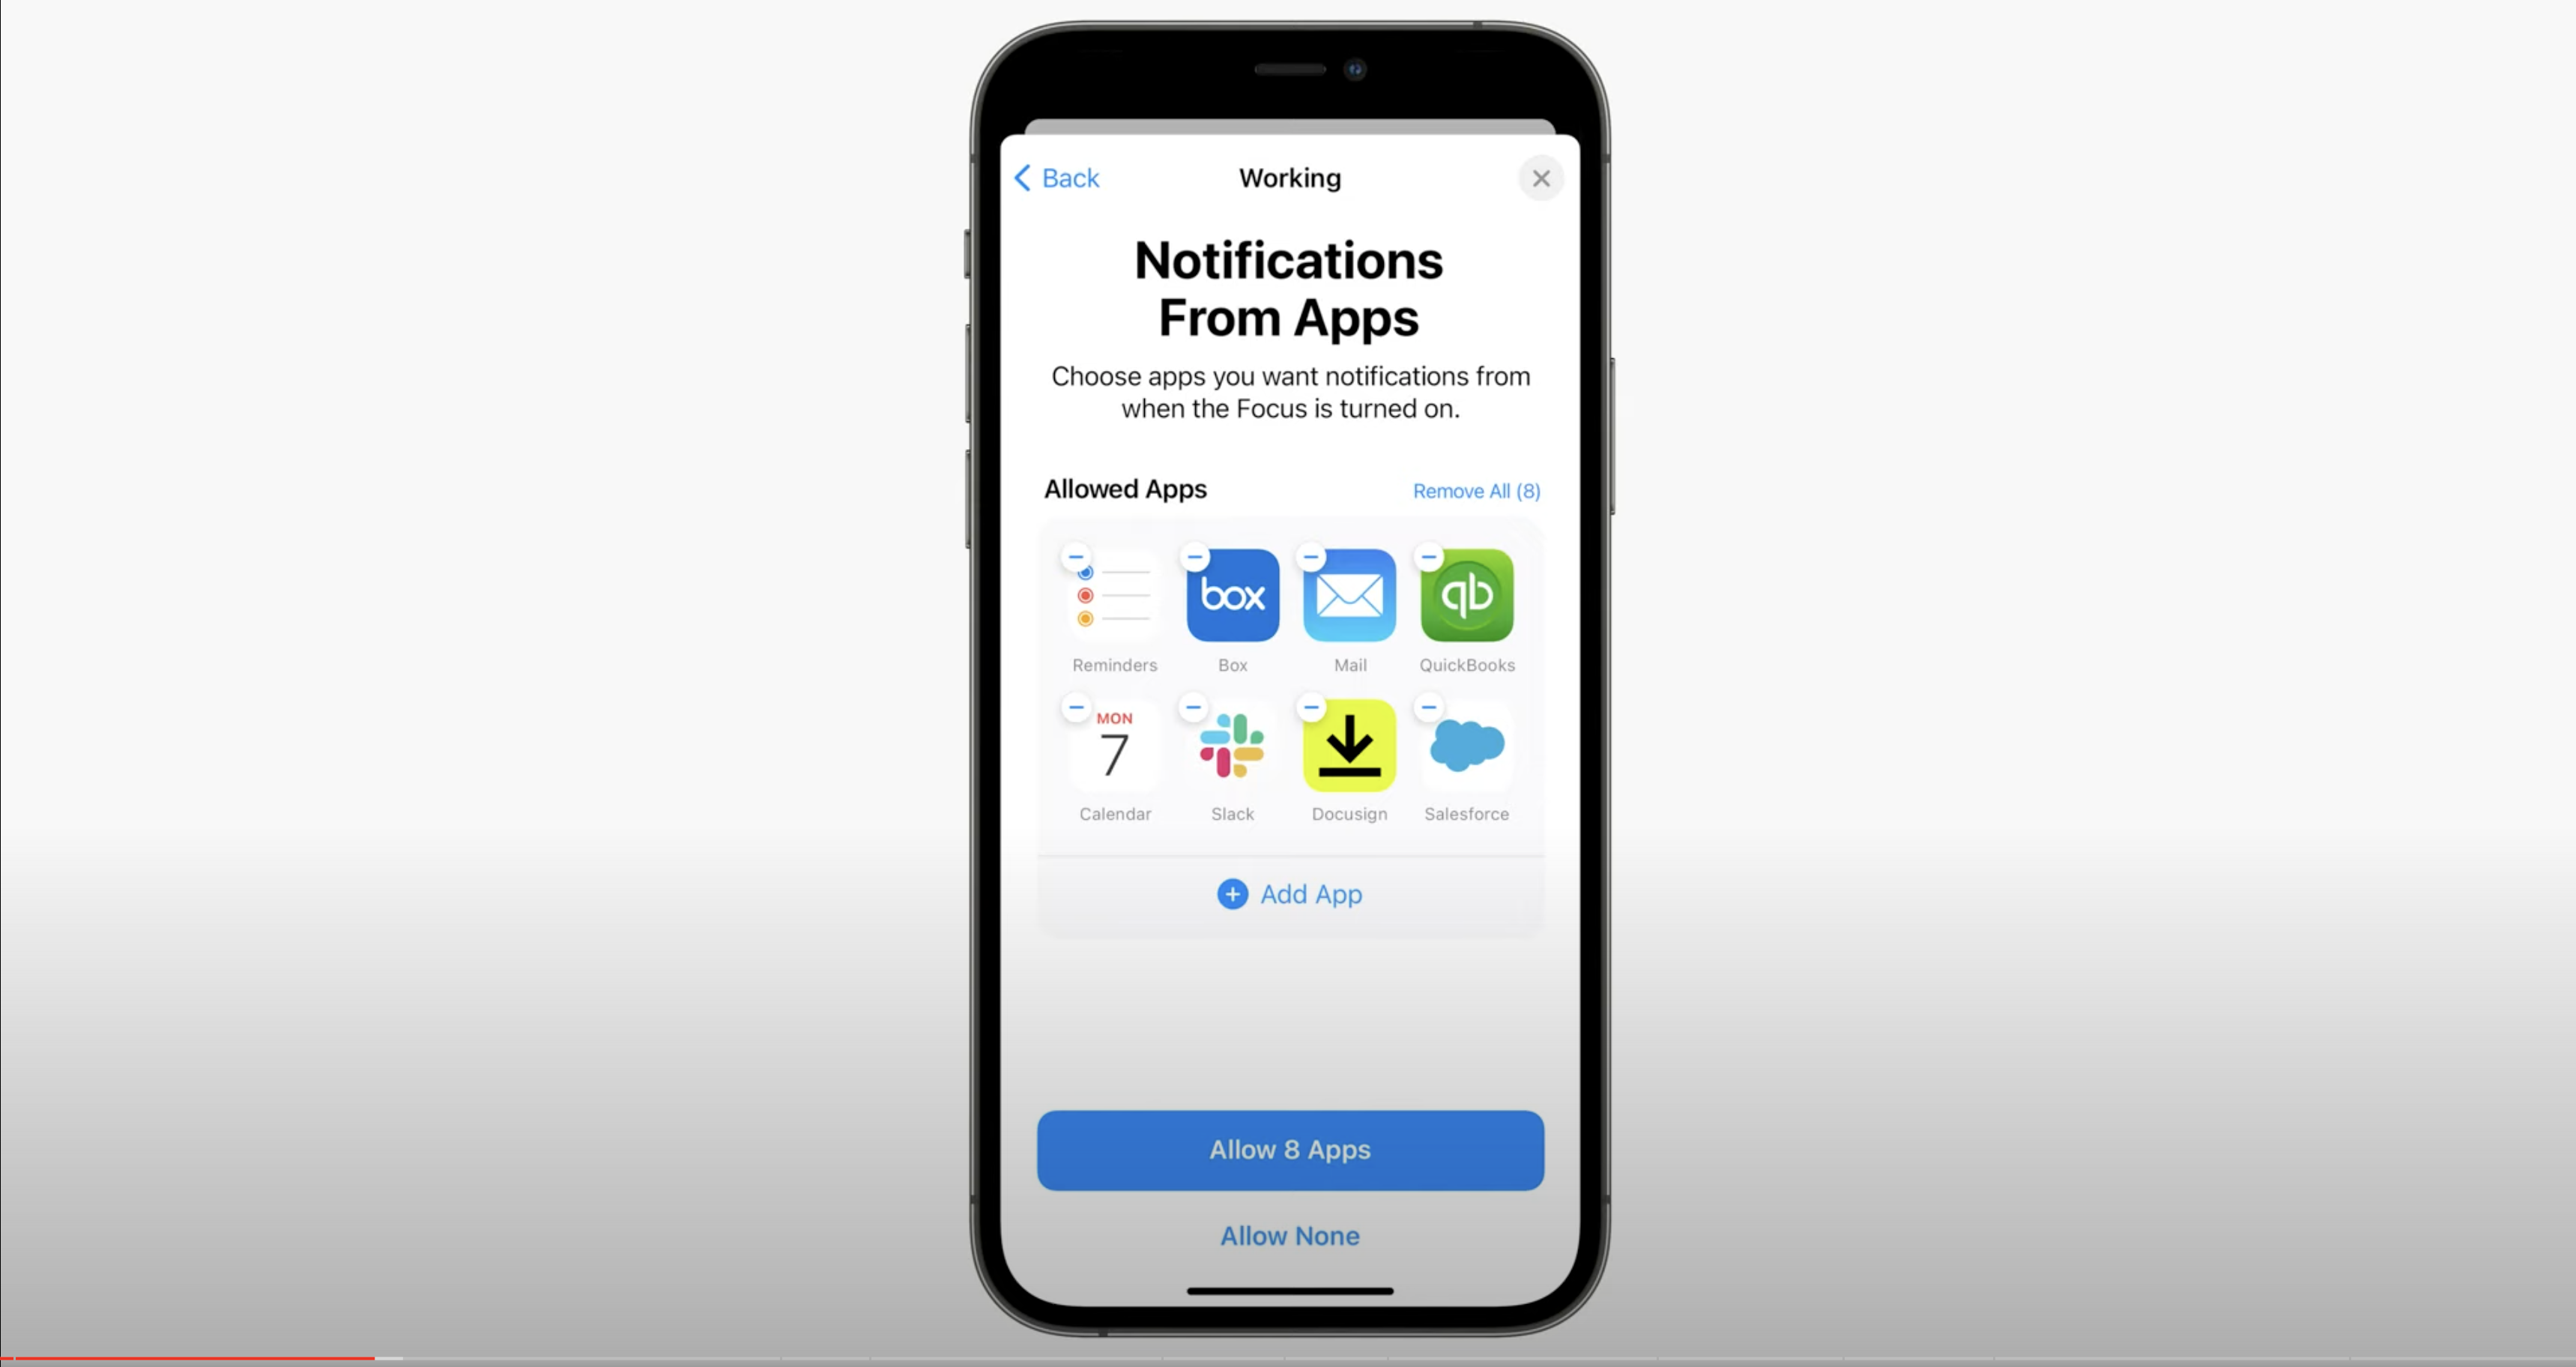 Back
Working
Notifications
From Apps
Choose apps you want notifications from
when the Focus is turned on.
Allowed Apps
Remove All (8)
box
qb
Reminders
Box
Mail
QuickBooks
MON
7
Calendar
Slack
Docusign
Salesforce
Add App
Allow 8 Apps
Allow None